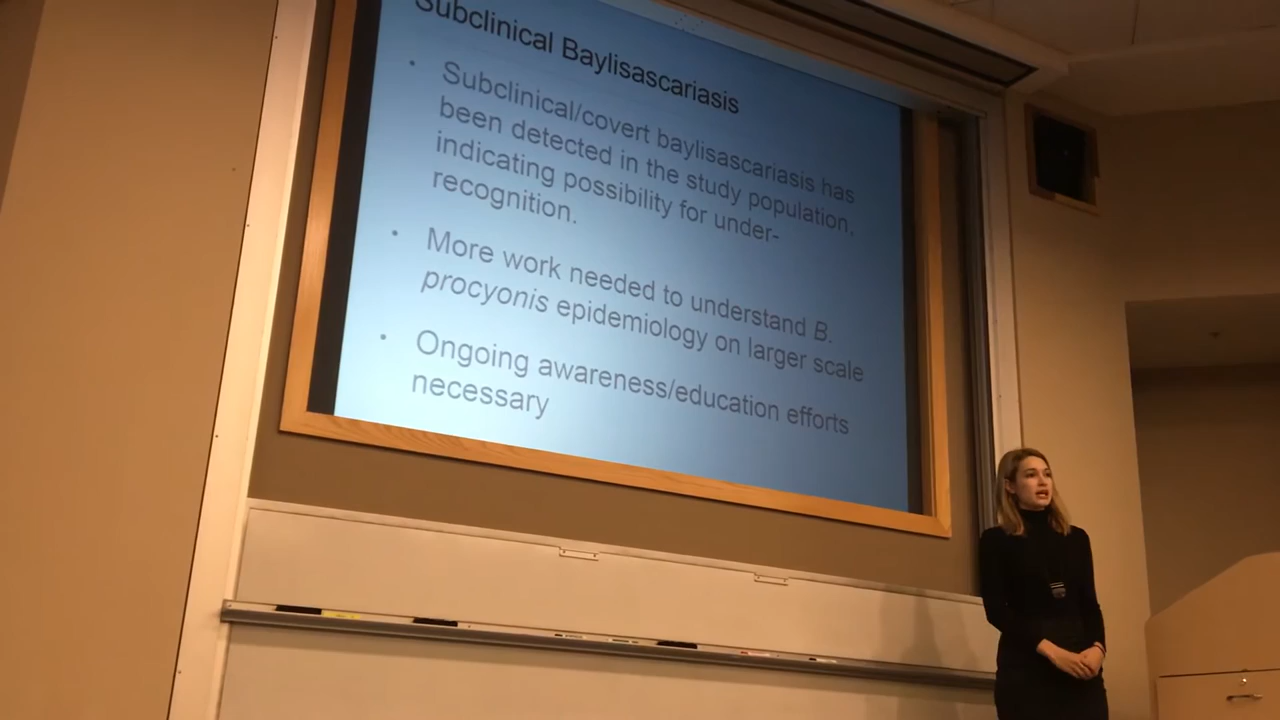 Subclinical Baylisascariasis
• Subclinical/covert baylisascariasis has
been detected in the study population,
indicating possibility for under-
recognition.
• More work needed to understand B.
procyonis epidemiology on larger scale
• Ongoing awareness/education efforts
necessary